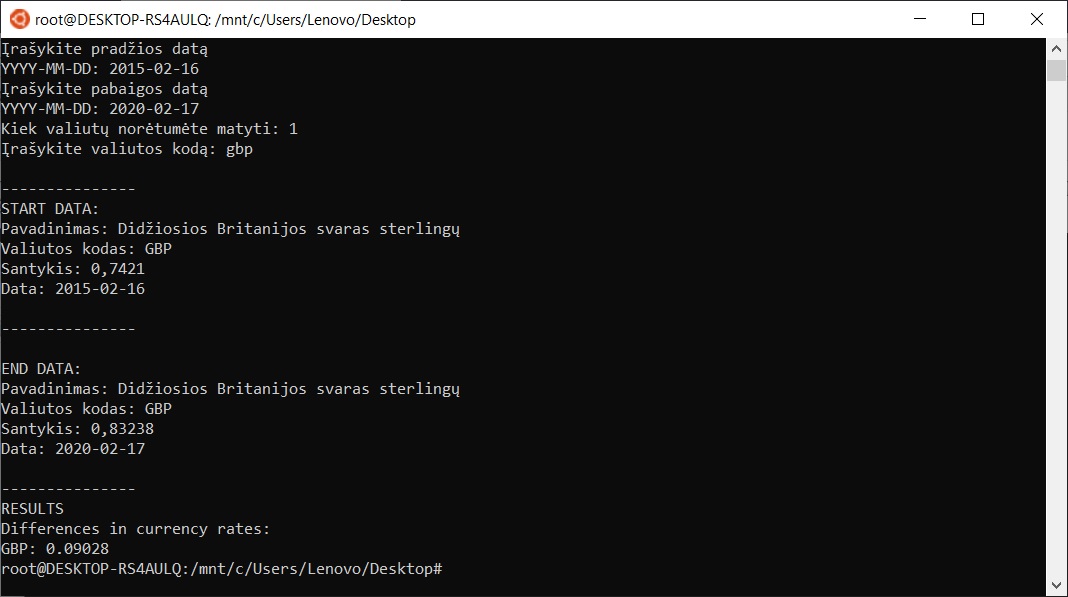 root@DESKTOP-RS4AULQ: /mnt/c/Users/Lenovo/Desktop
Įrašykite pradžios datą
YYYY-MM-DD: 2015-02-16
Įrašykite pabaigos datą
YYYY-MM-DD: 2020-02-17
Kiek valiutų norėtumėte matyti: 1
Įrašykite valiutos kodą: gbp
---------------
START DATA:
Pavadinimas: Didžiosios Britanijos svaras sterlingų
Valiutos kodas: GBP
Santykis: 0,7421
Data: 2015-02-16
---------------
END DATA:
Pavadinimas: Didžiosios Britanijos svaras sterlingų
Valiutos kodas: GBP
Santykis: 0,83238
Data: 2020-02-17
---------------
RESULTS
Differences in currency rates:
GBP: 0.09028
root@DESKTOP-RS4AULQ:/mnt/c/Users/Lenovo/Desktop#